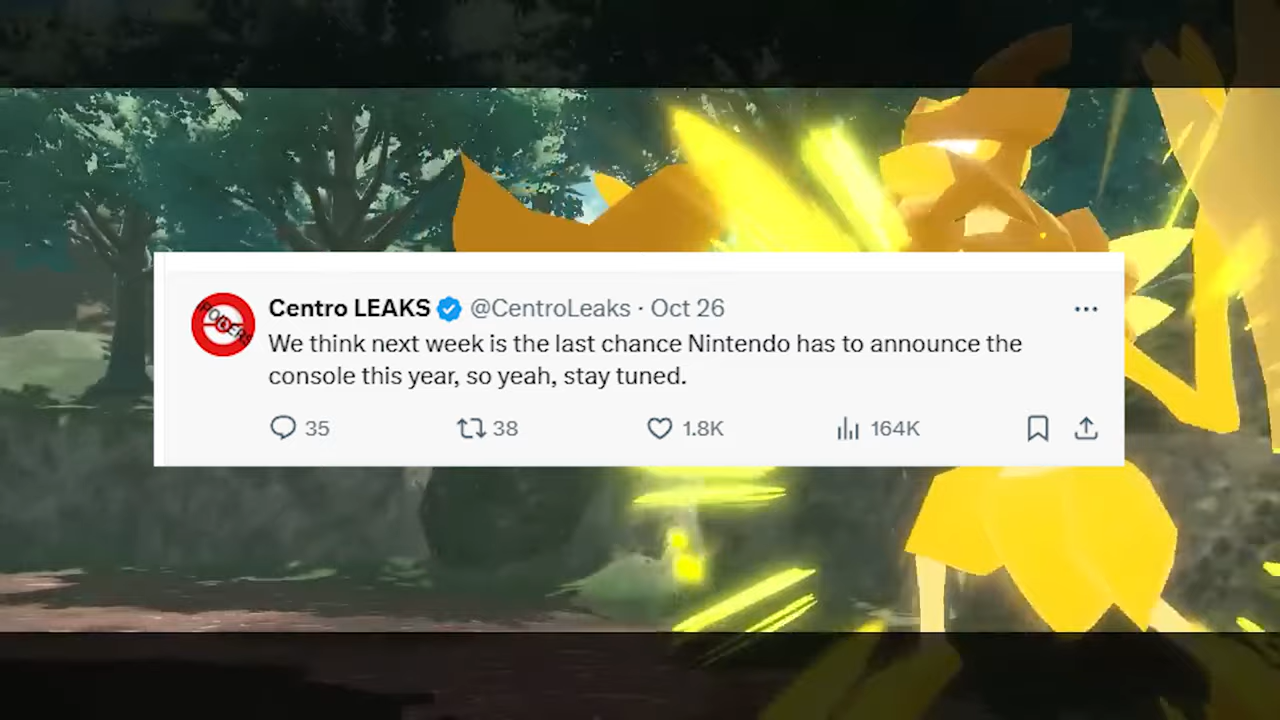 Centro LEAKS @CentroLeaks · Oct 26
We think next week is the last chance Nintendo has to announce the
console this year, so yeah, stay tuned.
35 38 1.8K 164K